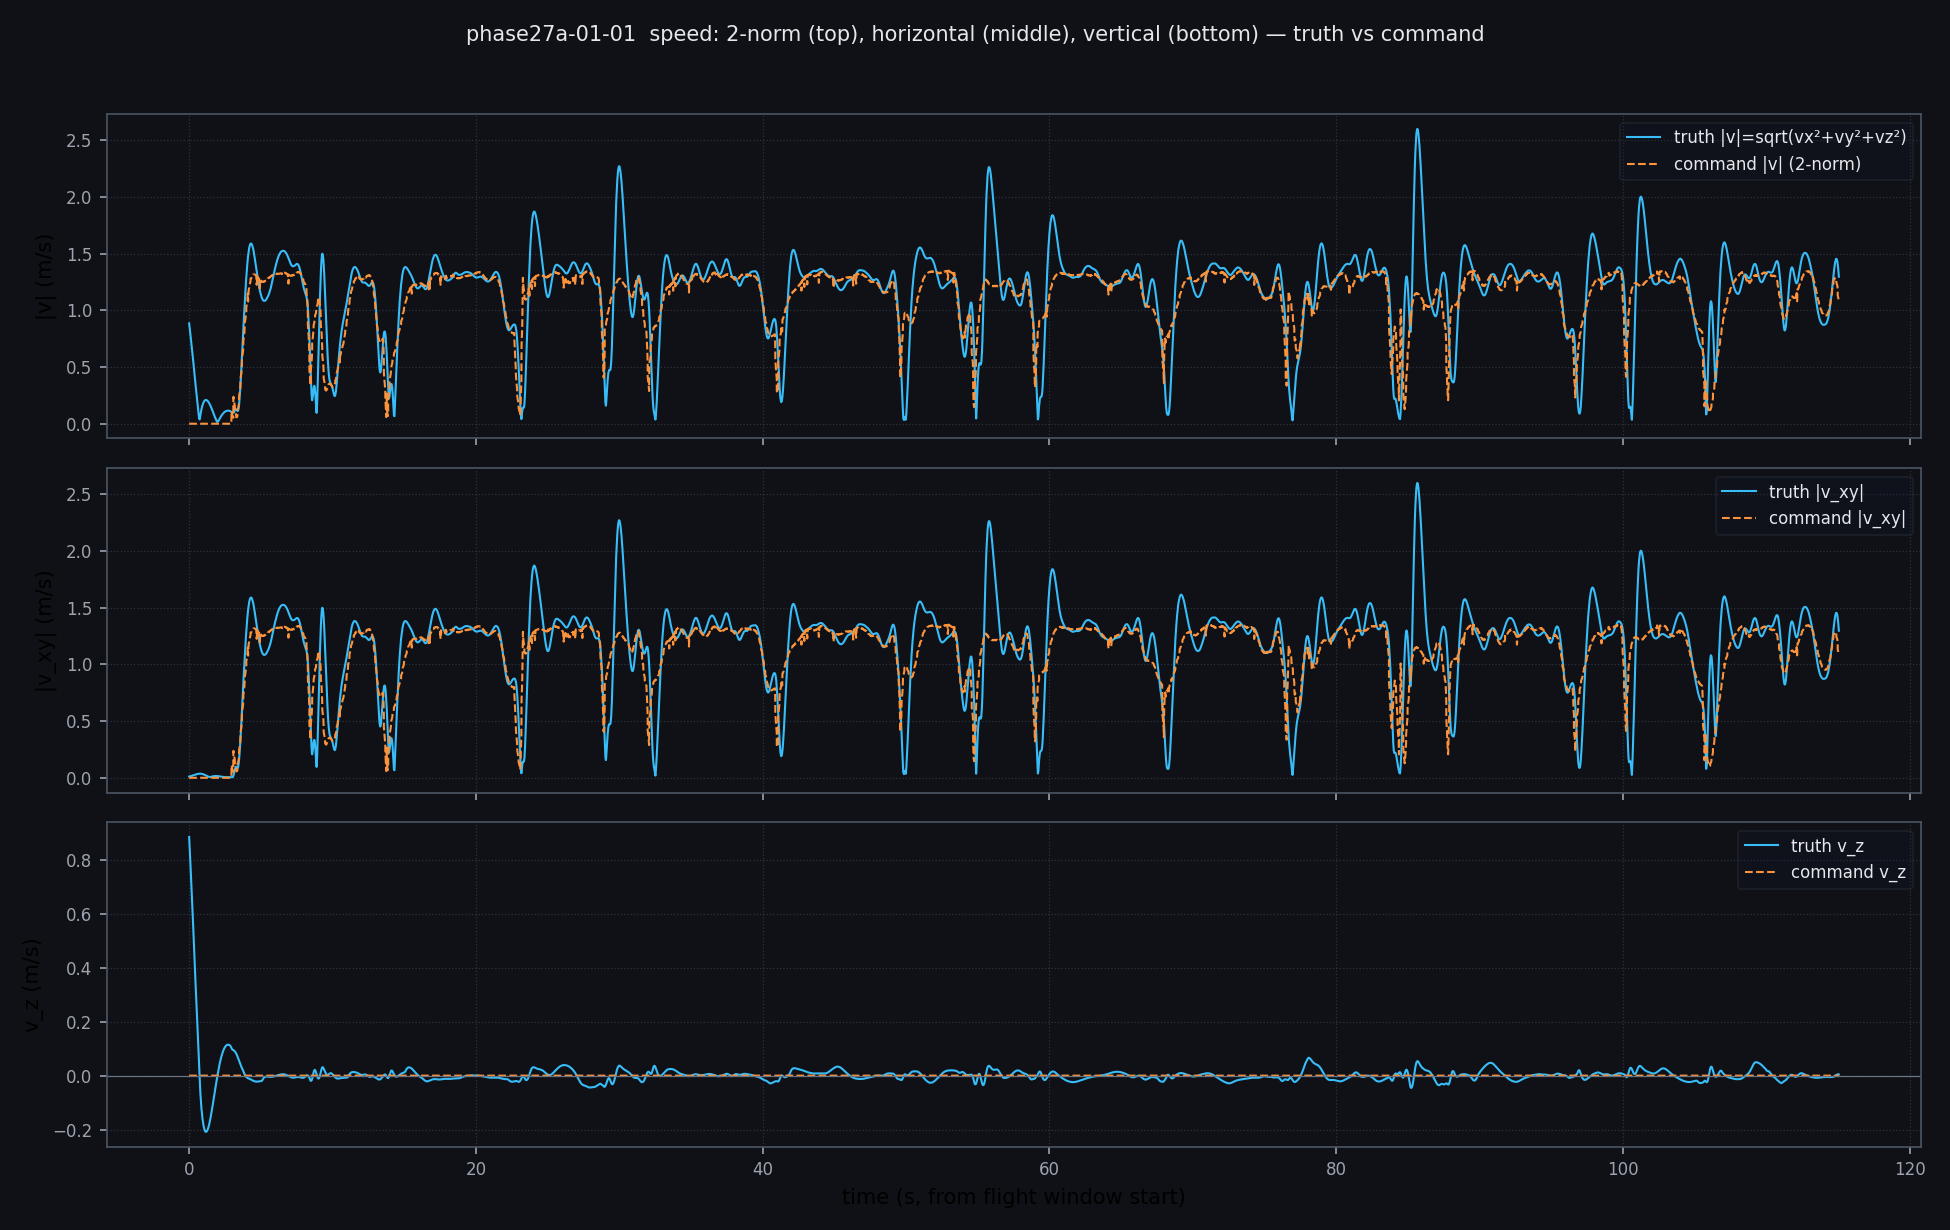 phase27a-01-01  speed: 2-norm (top), horizontal (middle), vertical (bottom) — truth vs command
|v| (m/s)
2.5
2.0
1.5
1.0
0.5
0.0
truth |v|=sqrt(vx²+vy²+vz²)
command |v| (2-norm)
|v_xy| (m/s)
2.5
2.0
1.5
1.0
0.5
0.0
truth |v_xy|
command |v_xy|
v_z (m/s)
0.8
0.6
0.4
0.2
0.0
−0.2
truth v_z
command v_z
0 20 40 60 80 100 120
time (s, from flight window start)